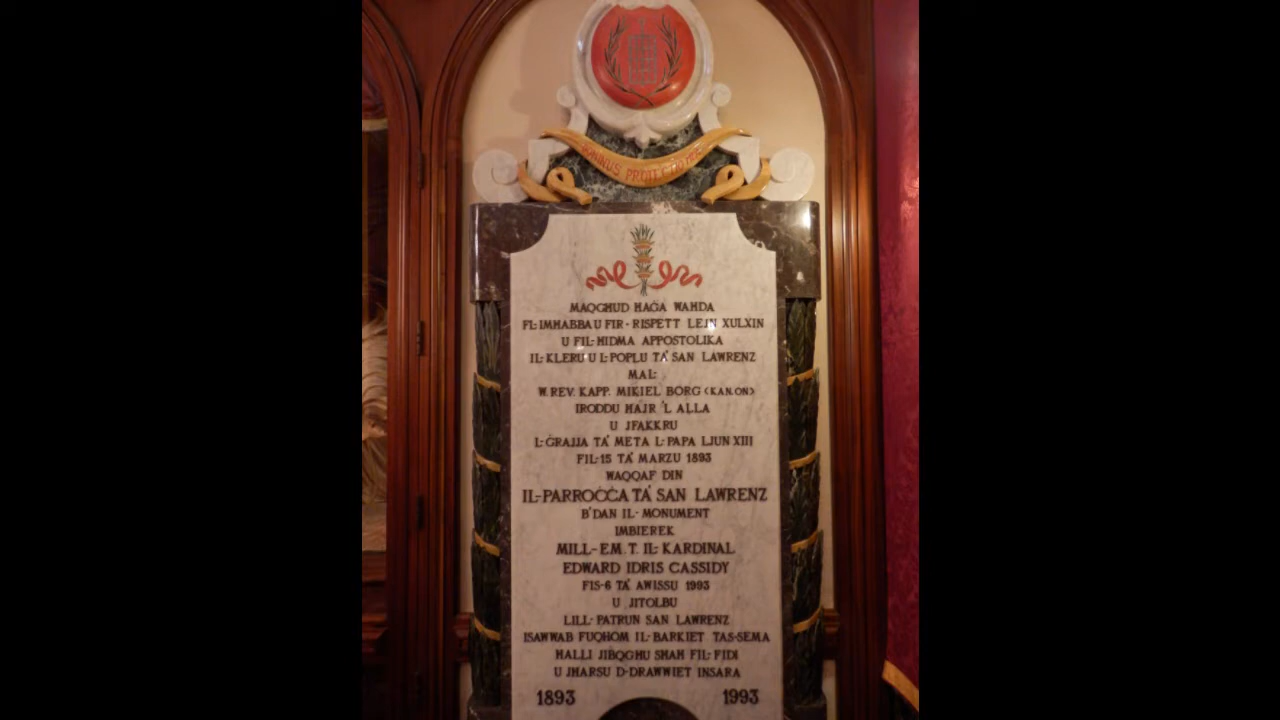 DOMINUS PROTECTOR
MAQGĦUD ĦAĠA WAĦDA
FL-IMĦABBA U FIR-RISPETT LEJN XULXIN
U FIL-ĦIDMA APPOSTOLIKA
IL-KLERU U L-POPLU TA' SAN LAWRENZ
MAL-
W. REV. KAPP. MIKIEL BORG (KAN.ON)
IRODDU ĦAJR 'L ALLA
U JFAKKRU
L-ĠRAJJA TA' META L-PAPA LJUN XIII
FIL-15 TA' MARZU 1893
WAQQAF DIN
IL-PARROĊĊA TA' SAN LAWRENZ
B'DAN IL-MONUMENT
IMBIEREK
MILL-EM. T. IL-KARDINAL
EDWARD IDRIS CASSIDY
FIS-6 TA' AWISSU 1993
U JITOLBU
LILL-PATRUN SAN LAWRENZ
ISAWWAB FUQHOM IL-BARKIET TAS-SEMA
ĦALLI JIBQGĦU SĦAĦ FIL-FIDI
U JĦARSU D-DRAWWIET INSARA
1893 1993